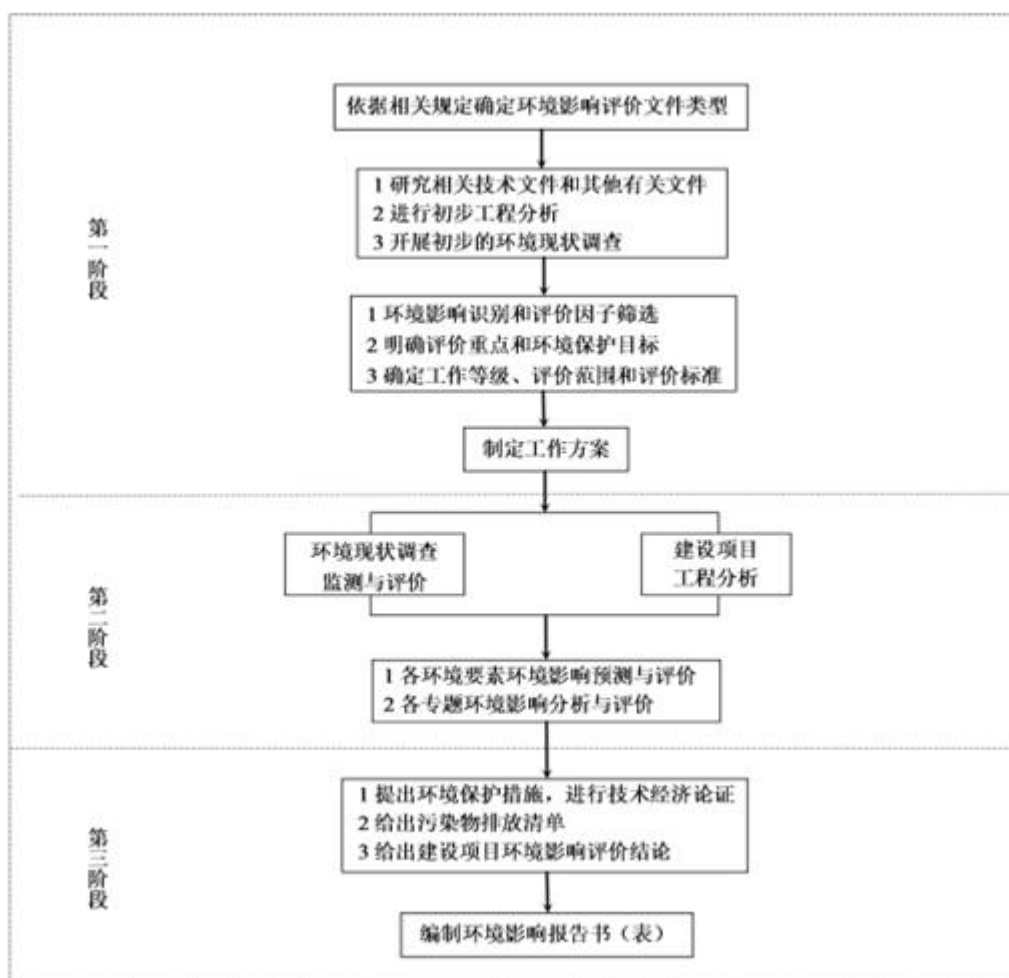 依据相关规定确定环境影响评价文件类型
1 研究相关技术文件和其他有关文件
2 进行初步工程分析
3 开展初步的环境现状调查
第一阶段
1 环境影响识别和评价因子筛选
2 明确评价重点和环境保护目标
3 确定工作等级、评价范围和评价标准
制定工作方案
环境现状调查
监测与评价
建设项目
工程分析
第二阶段
1 各环境要素环境影响预测与评价
2 各专题环境影响分析与评价
1 提出环境保护措施，进行技术经济论证
2 给出污染物排放清单
3 给出建设项目环境影响评价结论
第三阶段
编制环境影响报告书（表）